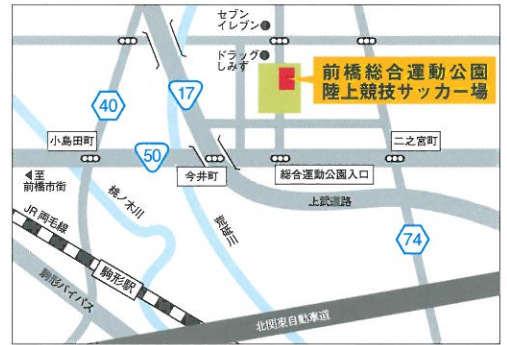 セブン
イレブン
ドラッグ
しみず
前橋総合運動公園
陸上競技サッカー場
17
40
小島田町
50
今井町
総合運動公園入口
二之宮町
◀至
前橋市街
桃ノ木川
荒砥川
上武道路
74
JR両毛線
駒形駅
駒形バイパス
北関東自動車道